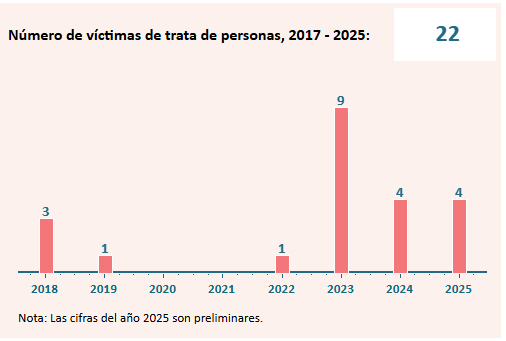 Número de víctimas de trata de personas, 2017 - 2025:
22
9
4
4
3
1
1
2018 2019 2020 2021 2022 2023 2024 2025
Nota: Las cifras del año 2025 son preliminares.